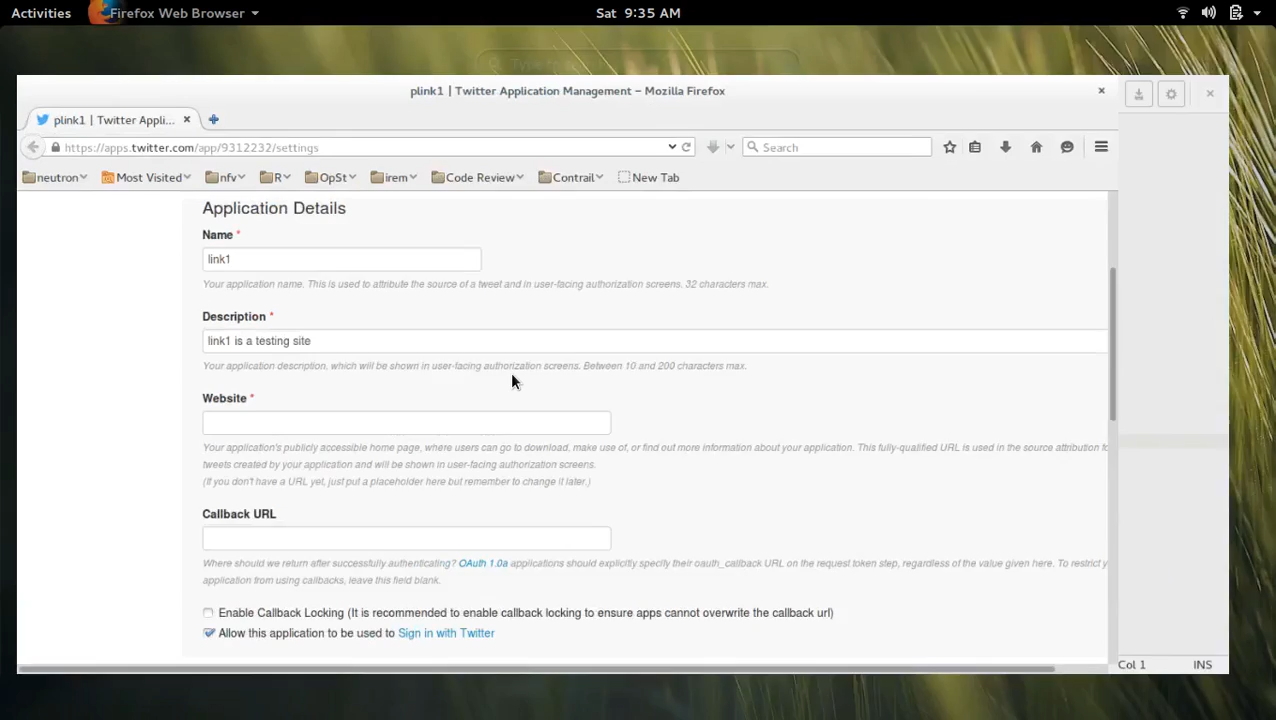 Activities Firefox Web Browser Sat 9:35 AM
Type to
plink1 | Twitter Application Management - Mozilla Firefox
plink1 | Twitter Appli...
https://apps.twitter.com/app/9312232/settings Search
neutron Most Visited nfv R OpSt irem Code Review Contrail New Tab
Application Details
Name *
link1
Your application name. This is used to attribute the source of a tweet and in user-facing authorization screens. 32 characters max.
Description *
link1 is a testing site
Your application description, which will be shown in user-facing authorization screens. Between 10 and 200 characters max.
Website *
Your application's publicly accessible home page, where users can go to download, make use of, or find out more information about your application. This fully-qualified URL is used in the source attribution fo
tweets created by your application and will be shown in user-facing authorization screens.
(If you don't have a URL yet, just put a placeholder here but remember to change it later.)
Callback URL
Where should we return after successfully authenticating? OAuth 1.0a applications should explicitly specify their oauth_callback URL on the request token step, regardless of the value given here. To restrict y
application from using callbacks, leave this field blank.
Enable Callback Locking (It is recommended to enable callback locking to ensure apps cannot overwrite the callback url)
Allow this application to be used to Sign in with Twitter
Col 1 INS